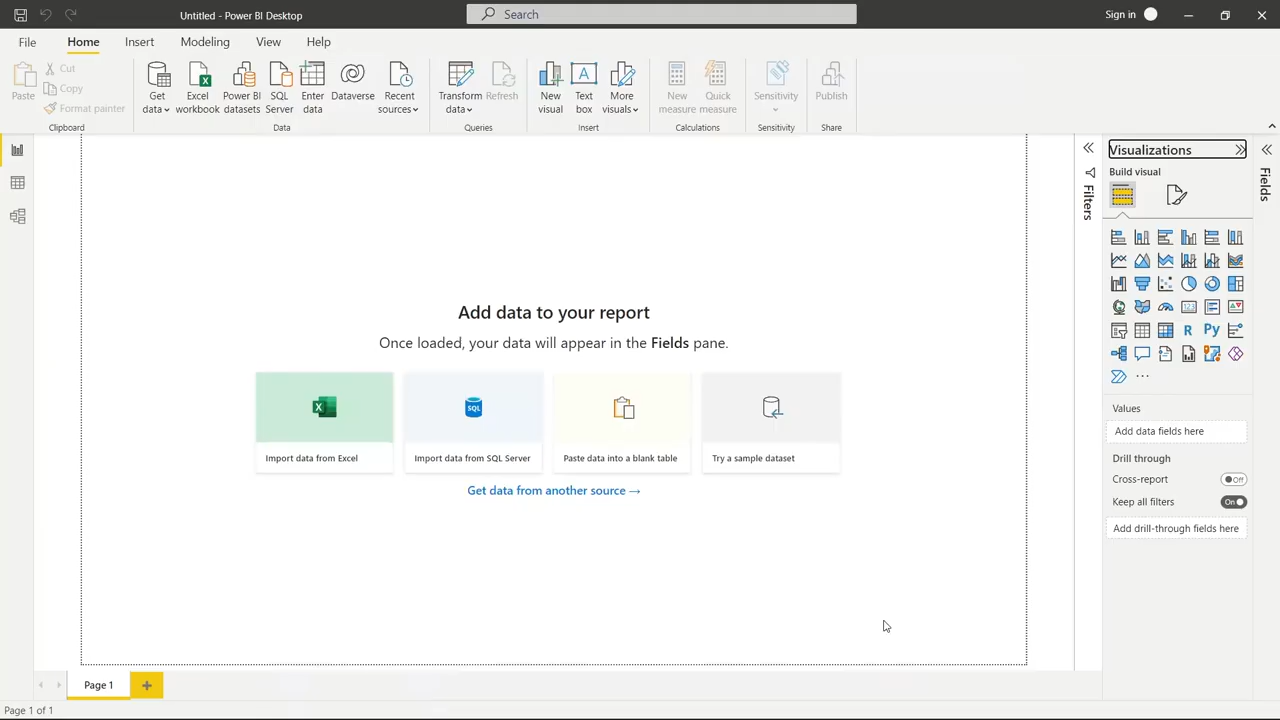 Untitled - Power BI Desktop
Search
Sign in
File
Home
Insert
Modeling
View
Help
Paste
Cut
Copy
Format painter
Clipboard
Get data
Excel workbook
Power BI datasets
SQL Server
Enter data
Dataverse
Recent sources
Data
Transform data
Refresh
Queries
New visual
Text box
More visuals
Insert
New measure
Quick measure
Calculations
Sensitivity
Sensitivity
Publish
Share
Add data to your report
Once loaded, your data will appear in the Fields pane.
X
SQL
Import data from Excel
Import data from SQL Server
Paste data into a blank table
Try a sample dataset
Get data from another source →
Filters
Visualizations
Build visual
123
R
Py
Values
Add data fields here
Drill through
Cross-report
Off
Keep all filters
On
Add drill-through fields here
Fields
Page 1
Page 1 of 1